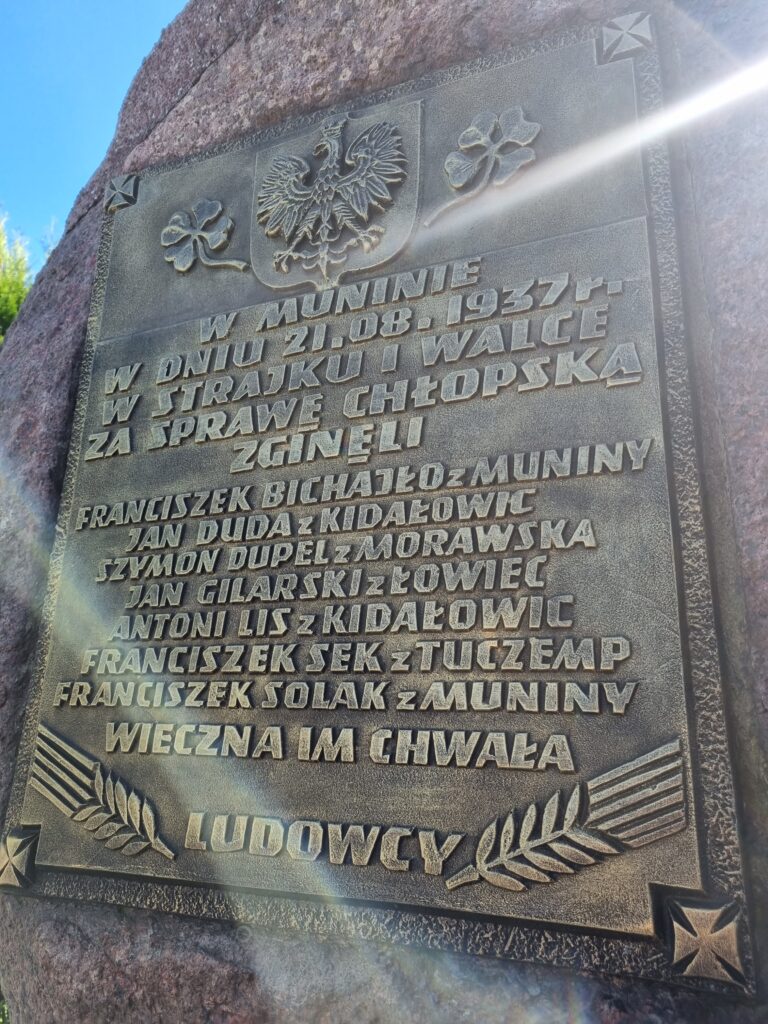 W MUNINIE
W DNIU 21.08.1937r.
W STRAJKU I WALCE
ZA SPRAWĘ CHŁOPSKĄ
ZGINĘLI
FRANCISZEK BICHAJŁO z MUNINY
JAN DUDA z KIDAŁOWIC
SZYMON DUPEL z MORAWSKA
JAN GILARSKI z ŁOWIEC
ANTONI LIS z KIDAŁOWIC
FRANCISZEK SEK z TUCZEMP
FRANCISZEK SOLAK z MUNINY
WIECZNA IM CHWAŁA
LUDOWCY